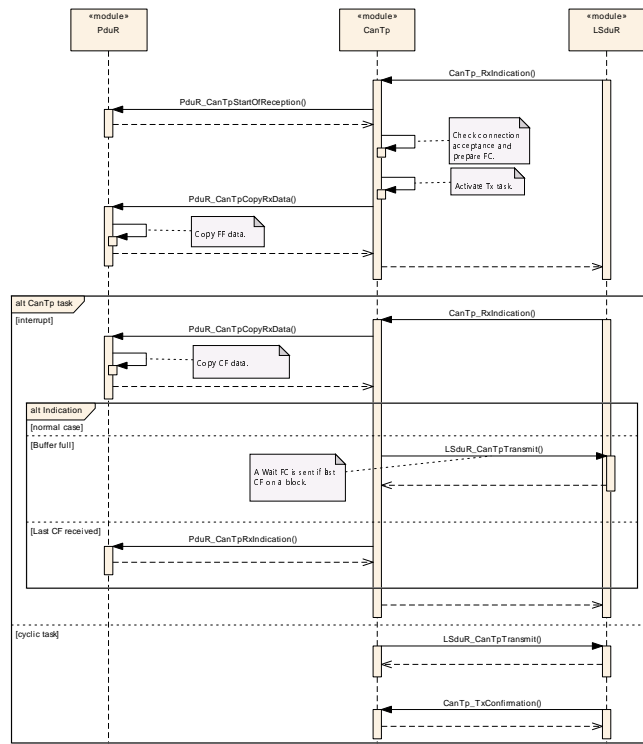 «module»
PduR
«module»
CanTp
«module»
LSduR
CanTp_RxIndication()
PduR_CanTpStartOfReception()
Check connection
acceptance and
prepare FC.
Activate Tx task.
PduR_CanTpCopyRxData()
Copy FF data.
alt CanTp task
[interrupt]
CanTp_RxIndication()
PduR_CanTpCopyRxData()
Copy CF data.
alt Indication
[normal case]
[Buffer full]
LSduR_CanTpTransmit()
A Wait FC is sent if last
CF on a block.
[Last CF received]
PduR_CanTpRxIndication()
[cyclic task]
LSduR_CanTpTransmit()
CanTp_TxConfirmation()